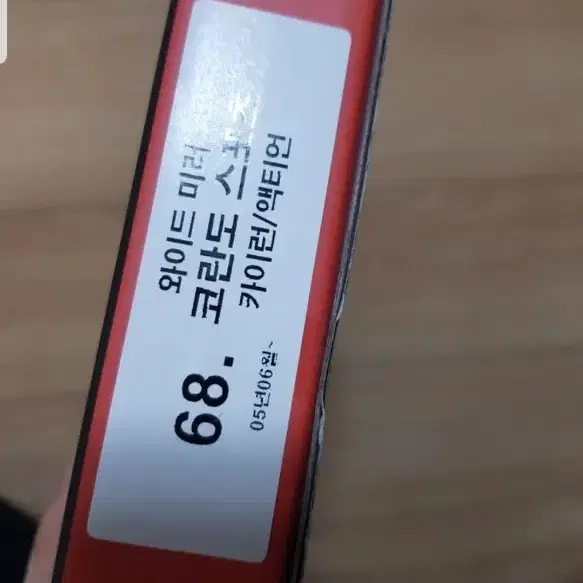 와이드 미러
68. 코란도 스포츠
카이런/액티언
05년06월~